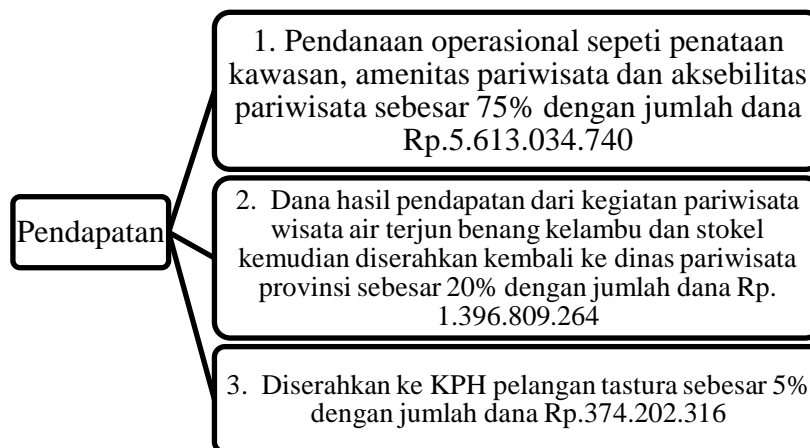 Pendapatan
1. Pendanaan operasional sepeti penataan
kawasan, amenitas pariwisata dan aksebilitas
pariwisata sebesar 75% dengan jumlah dana
Rp.5.613.034.740
2. Dana hasil pendapatan dari kegiatan pariwisata
wisata air terjun benang kelambu dan stokel
kemudian diserahkan kembali ke dinas pariwisata
provinsi sebesar 20% dengan jumlah dana Rp.
1.396.809.264
3. Diserahkan ke KPH pelangan tastura sebesar 5%
dengan jumlah dana Rp.374.202.316